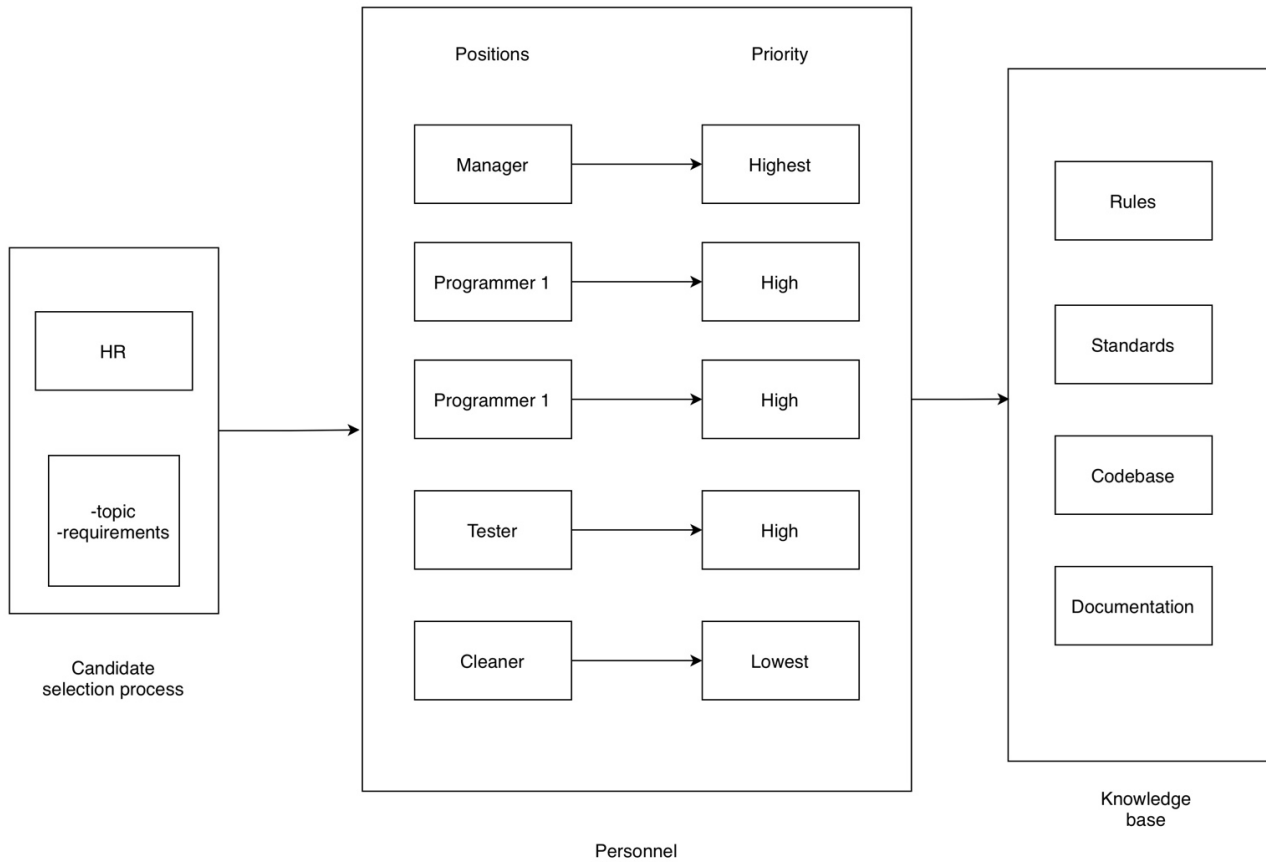 Positions
Priority
Manager
Highest
Programmer 1
High
Programmer 1
High
Tester
High
Cleaner
Lowest
HR
-topic
-requirements
Candidate
selection process
Personnel
Rules
Standards
Codebase
Documentation
Knowledge
base